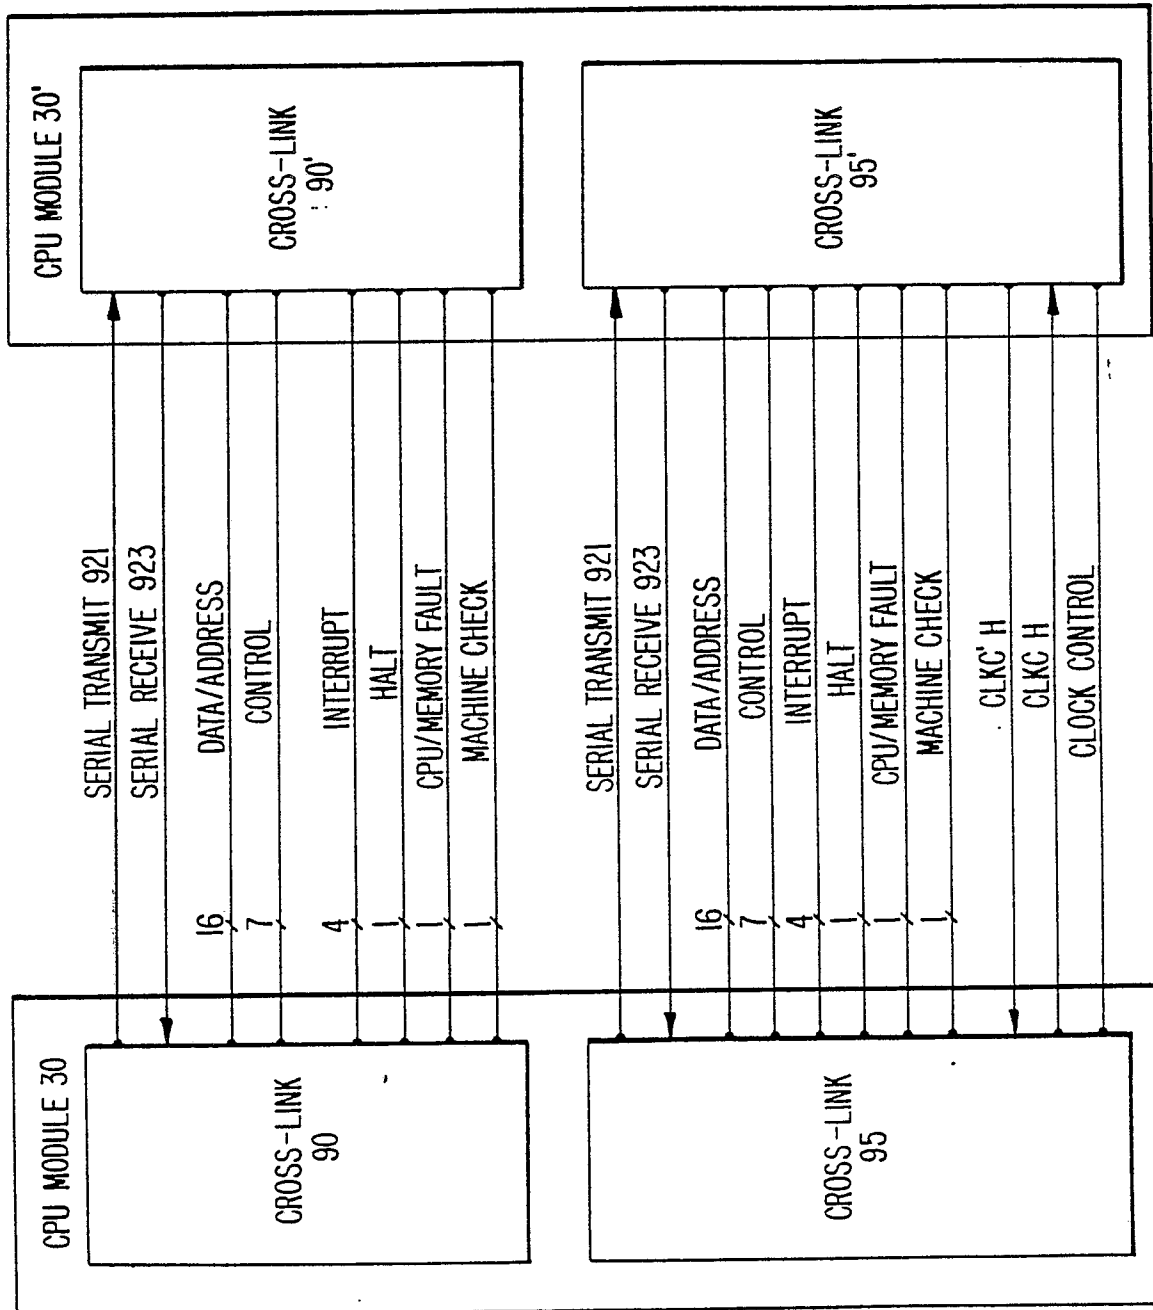 CPU MODULE 30
CROSS-LINK
90
CROSS-LINK
95
SERIAL TRANSMIT 921
SERIAL RECEIVE 923
16
DATA/ADDRESS
7
CONTROL
4
INTERRUPT
1
HALT
1
CPU/MEMORY FAULT
1
MACHINE CHECK
SERIAL TRANSMIT 921
SERIAL RECEIVE 923
16
DATA/ADDRESS
7
CONTROL
4
INTERRUPT
1
HALT
1
CPU/MEMORY FAULT
1
MACHINE CHECK
CLKC' H
CLKC H
CLOCK CONTROL
CPU MODULE 30'
CROSS-LINK
90'
CROSS-LINK
95'